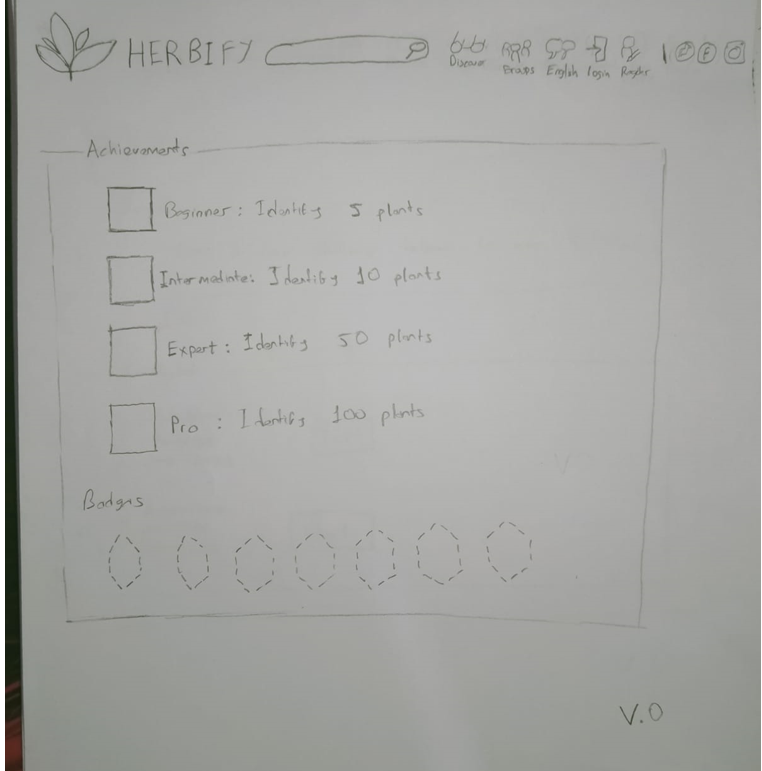 HERBIFY
Discover Groups English login Register
Achievements
Beginner: Identify 5 plants
Intermediate: Identify 10 plants
Expert: Identify 50 plants
Pro: Identify 100 plants
Badges
V.0